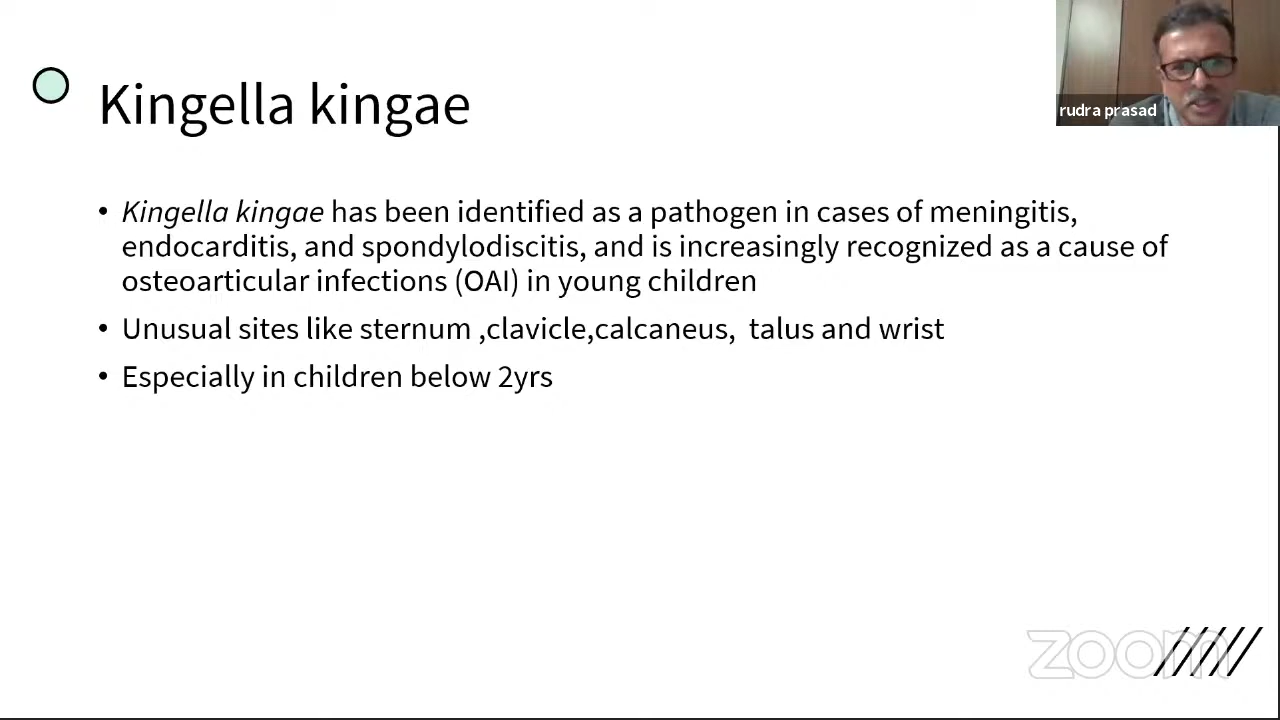 Kingella kingae
rudra prasad
• Kingella kingae has been identified as a pathogen in cases of meningitis,
endocarditis, and spondylodiscitis, and is increasingly recognized as a cause of
osteoarticular infections (OAI) in young children
• Unusual sites like sternum ,clavicle,calcaneus,  talus and wrist
• Especially in children below 2yrs
zoom